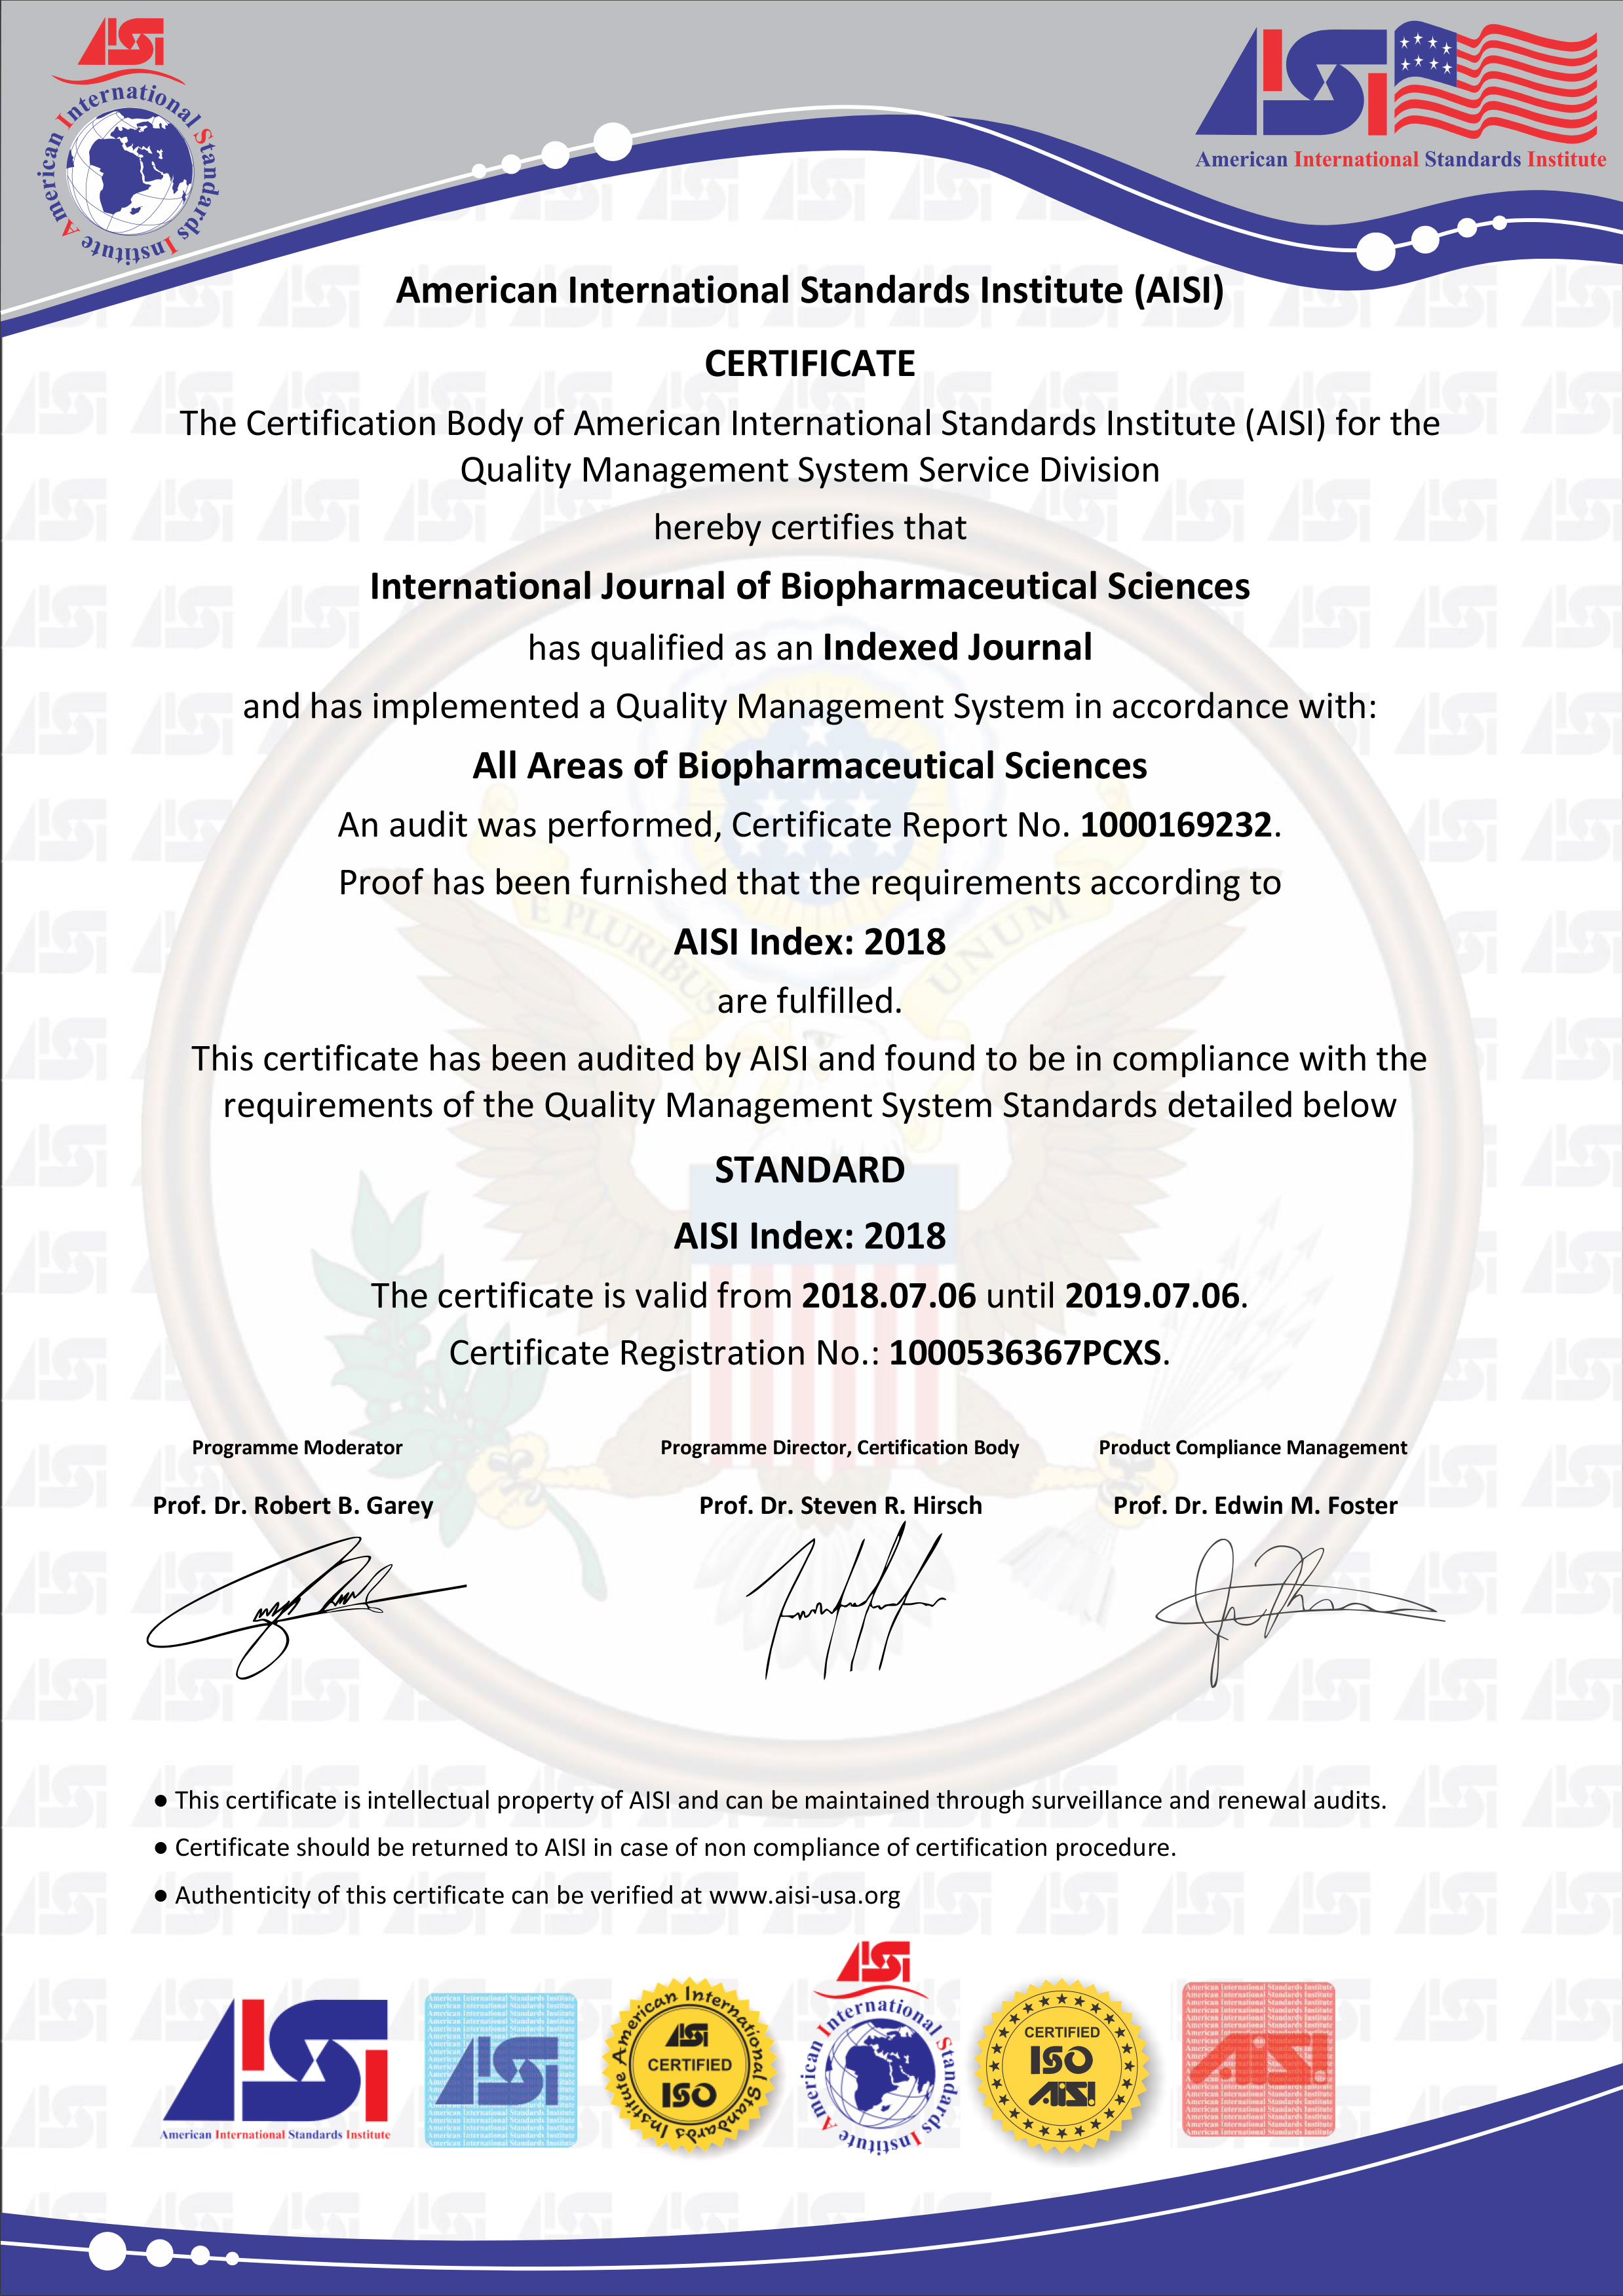 AISI
American International Standards Institute
AISI
American International Standards Institute
American International Standards Institute (AISI)
CERTIFICATE
The Certification Body of American International Standards Institute (AISI) for the
Quality Management System Service Division
hereby certifies that
International Journal of Biopharmaceutical Sciences
has qualified as an Indexed Journal
and has implemented a Quality Management System in accordance with:
All Areas of Biopharmaceutical Sciences
An audit was performed, Certificate Report No. 1000169232.
Proof has been furnished that the requirements according to
E PLURIBUS UNUM
AISI Index: 2018
are fulfilled.
This certificate has been audited by AISI and found to be in compliance with the
requirements of the Quality Management System Standards detailed below
STANDARD
AISI Index: 2018
The certificate is valid from 2018.07.06 until 2019.07.06.
Certificate Registration No.: 1000536367PCXS.
Programme Moderator
Programme Director, Certification Body
Product Compliance Management
Prof. Dr. Robert B. Garey
Prof. Dr. Steven R. Hirsch
Prof. Dr. Edwin M. Foster
● This certificate is intellectual property of AISI and can be maintained through surveillance and renewal audits.
● Certificate should be returned to AISI in case of non compliance of certification procedure.
● Authenticity of this certificate can be verified at www.aisi-usa.org
AISI
American International Standards Institute
AISI
American International Standards Institute
AISI
CERTIFIED
ISO
AISI
American International Standards Institute
CERTIFIED
ISO
AISI
American International Standards Institute
AISI